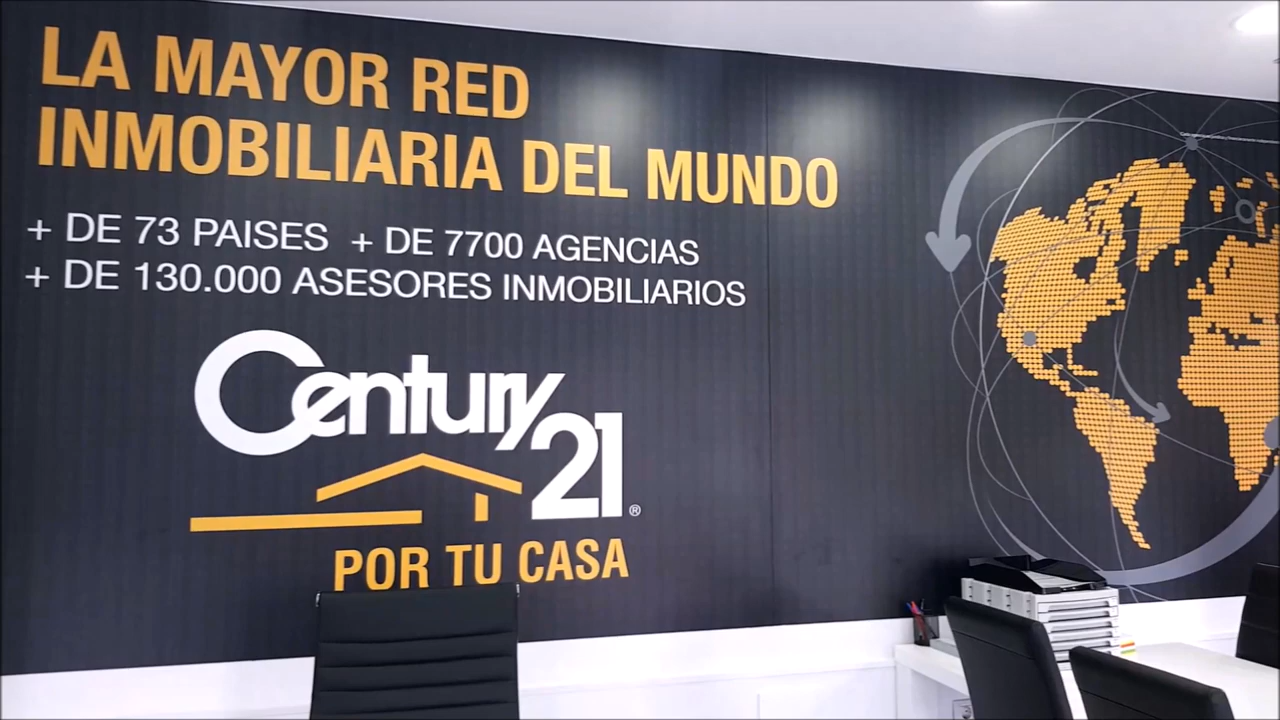 LA MAYOR RED
INMOBILIARIA DEL MUNDO
+ DE 73 PAISES + DE 7700 AGENCIAS
+ DE 130.000 ASESORES INMOBILIARIOS
Century
21®
POR TU CASA